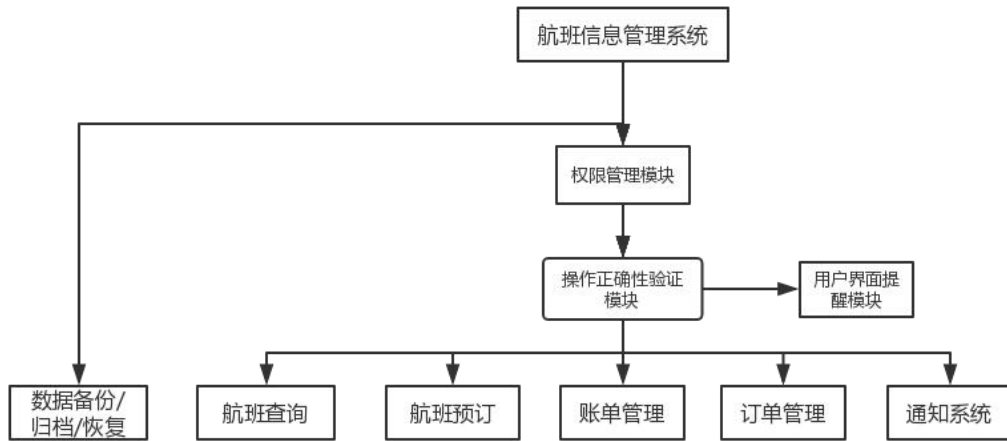 航班信息管理系统
权限管理模块
操作正确性验证
模块
用户界面提
醒模块
数据备份/
归档/恢复
航班查询
航班预订
账单管理
订单管理
通知系统